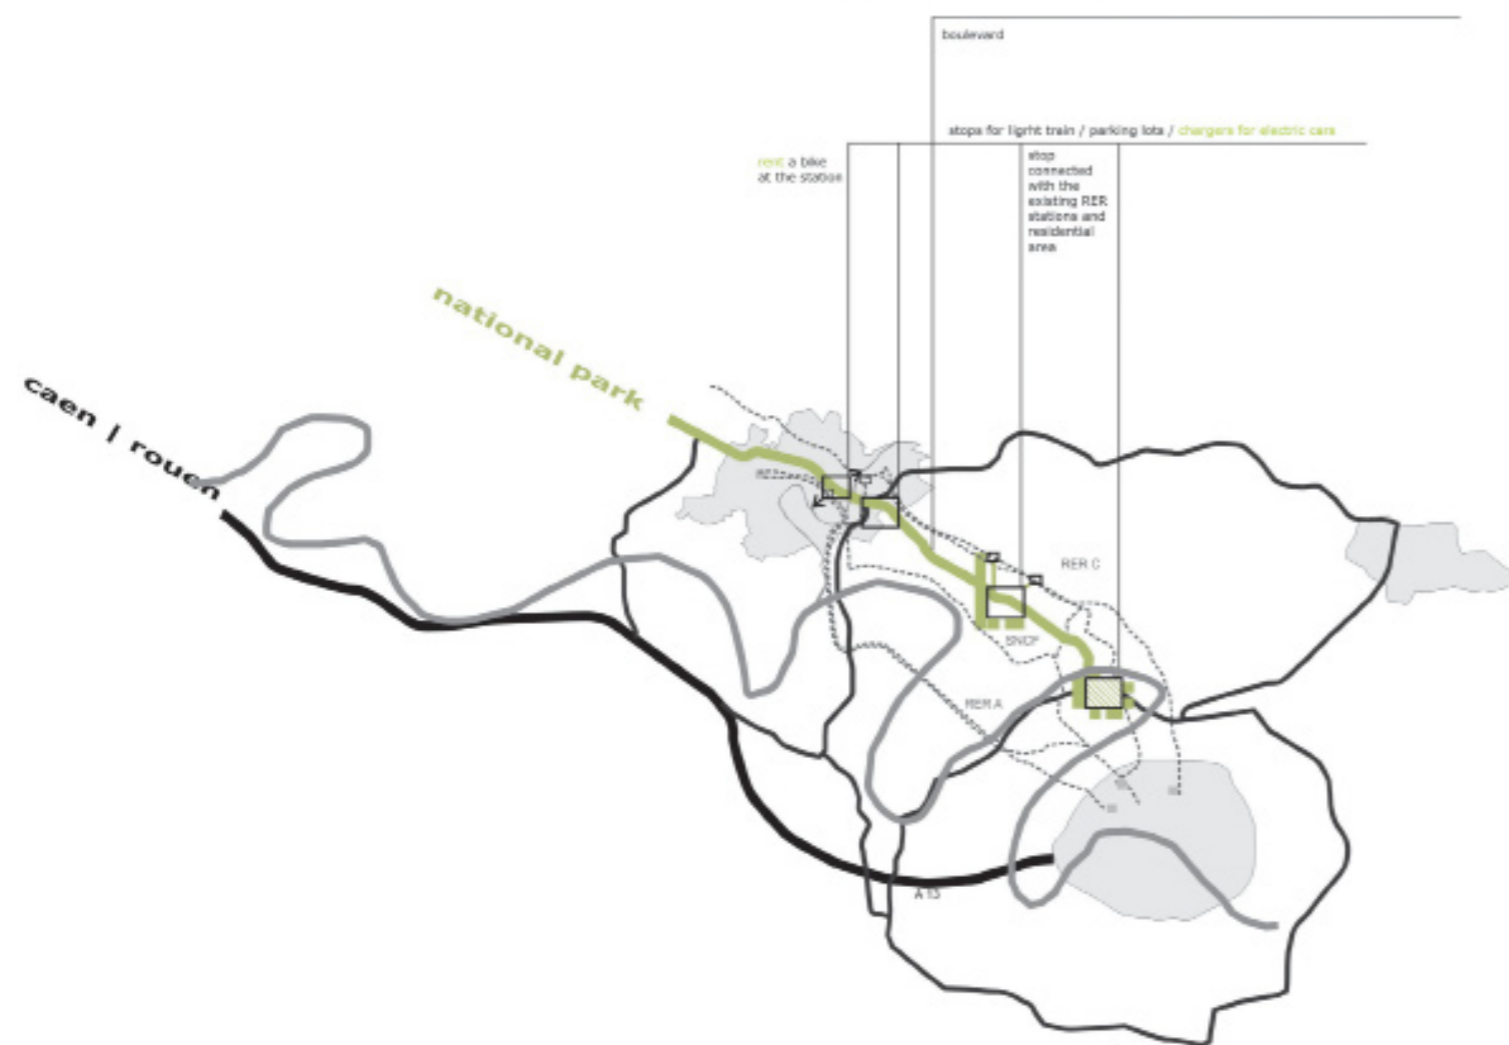 boulevard
stops for ligrht train / parking lots / chargers for electric cars
rent a bike
at the station
stop
connected
with the
existing RER
stations and
residential
area
national park
caen | rouen
RER C
SNCF
RER A
A 13